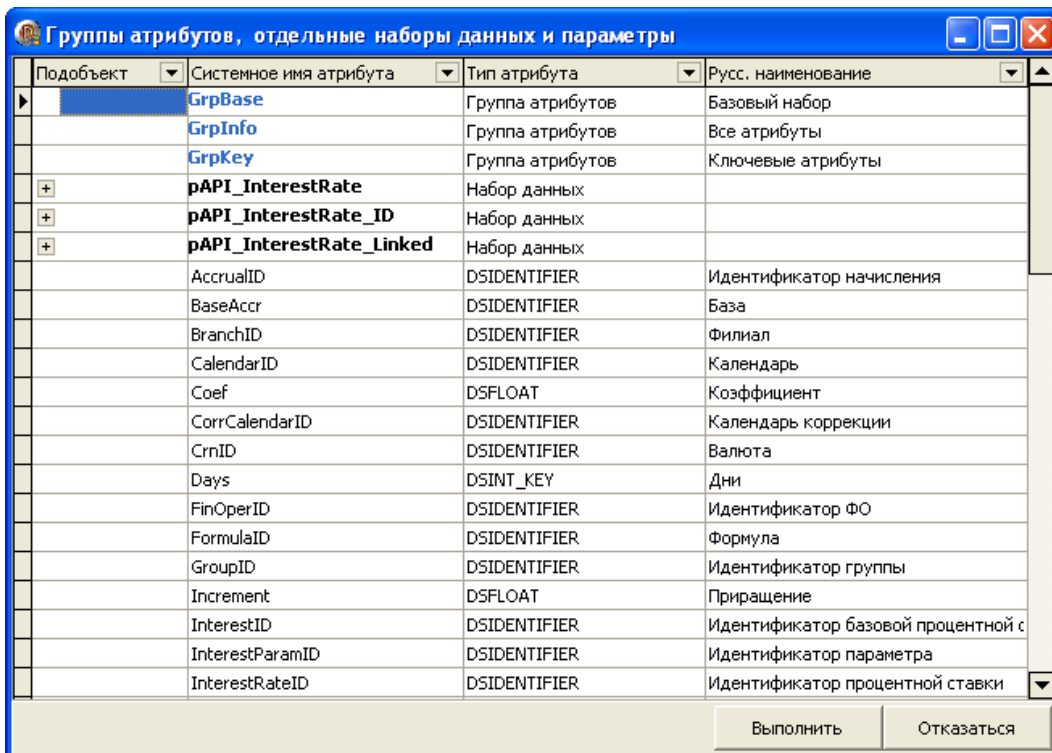 Группы атрибутов, отдельные наборы данных и параметры
Подобъект Системное имя атрибута Тип атрибута Русс. наименование
GrpBase Группа атрибутов Базовый набор
GrpInfo Группа атрибутов Все атрибуты
GrpKey Группа атрибутов Ключевые атрибуты
pAPI_InterestRate Набор данных
pAPI_InterestRate_ID Набор данных
pAPI_InterestRate_Linked Набор данных
AccrualID DSIDENTIFIER Идентификатор начисления
BaseAccr DSIDENTIFIER База
BranchID DSIDENTIFIER Филиал
CalendarID DSIDENTIFIER Календарь
Coef DSFLOAT Коэффициент
CorrCalendarID DSIDENTIFIER Календарь коррекции
CrnID DSIDENTIFIER Валюта
Days DSINT_KEY Дни
FinOperID DSIDENTIFIER Идентификатор ФО
FormulaID DSIDENTIFIER Формула
GroupID DSIDENTIFIER Идентификатор группы
Increment DSFLOAT Приращение
InterestID DSIDENTIFIER Идентификатор базовой процентной с
InterestParamID DSIDENTIFIER Идентификатор параметра
InterestRateID DSIDENTIFIER Идентификатор процентной ставки
Выполнить Отказаться